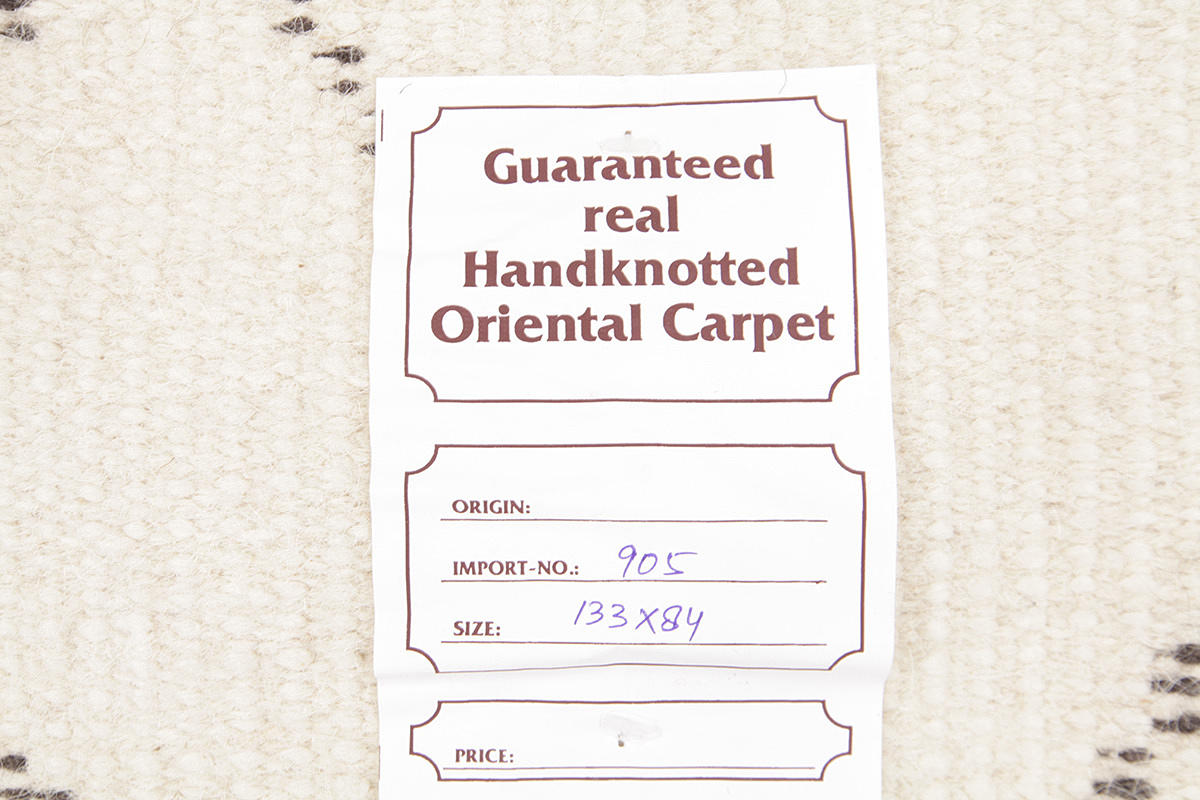 Guaranteed
real
Handknotted
Oriental Carpet
ORIGIN:
IMPORT-NO.: 905
SIZE: 133X84
PRICE: